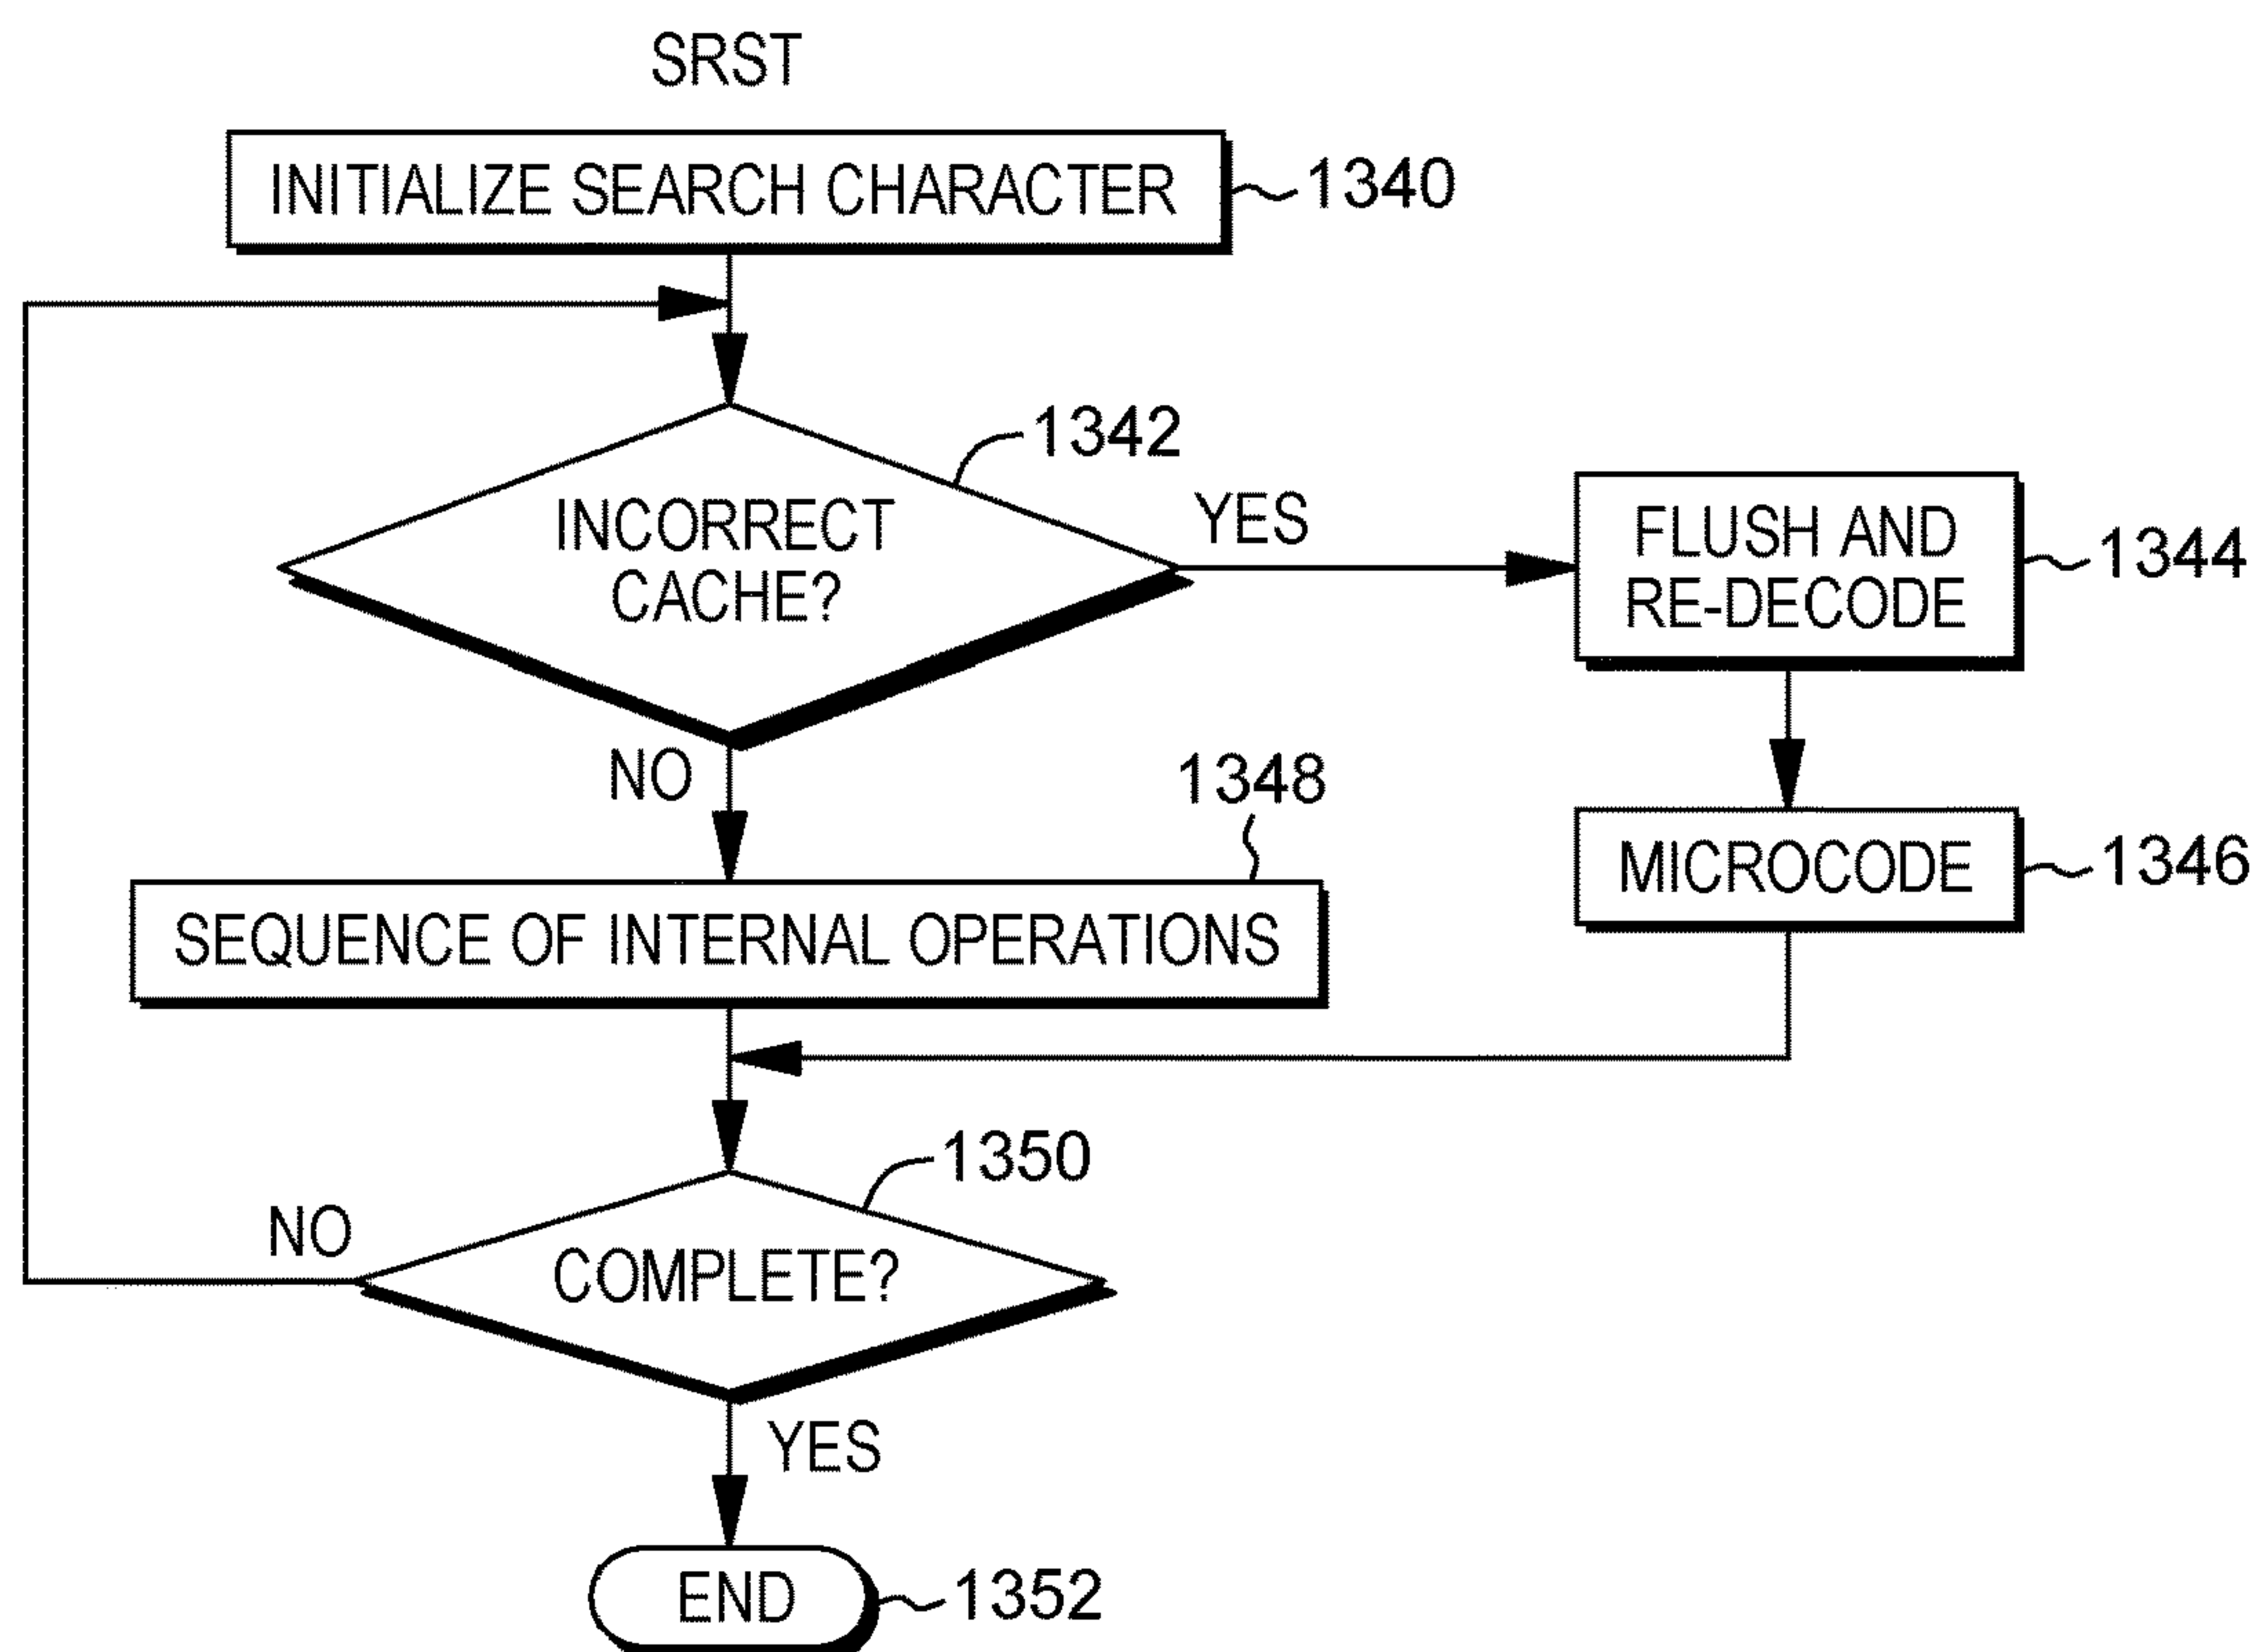 SRST
INITIALIZE SEARCH CHARACTER
1340
1342
INCORRECT
CACHE?
YES
FLUSH AND
RE-DECODE
1344
NO
1348
MICROCODE
1346
SEQUENCE OF INTERNAL OPERATIONS
1350
NO
COMPLETE?
YES
END
1352